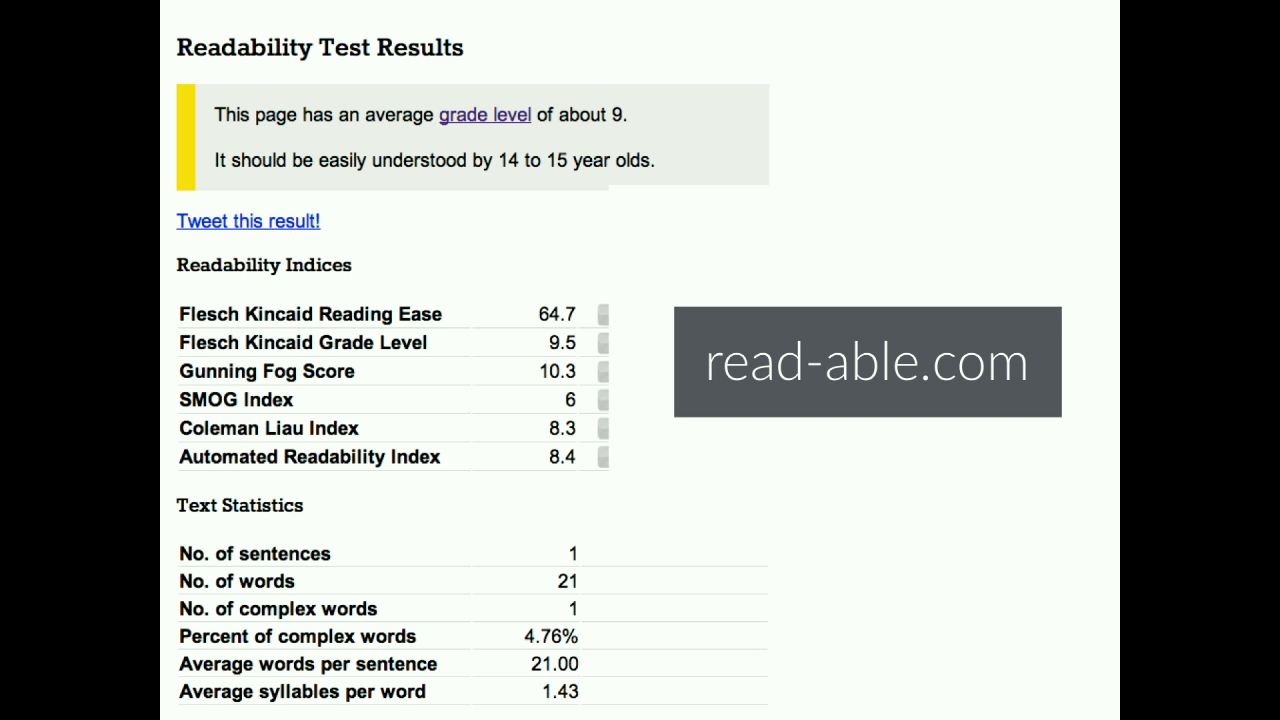 Readability Test Results
This page has an average grade level of about 9.
It should be easily understood by 14 to 15 year olds.
Tweet this result!
Readability Indices
Flesch Kincaid Reading Ease 64.7
Flesch Kincaid Grade Level 9.5
Gunning Fog Score 10.3
SMOG Index 6
Coleman Liau Index 8.3
Automated Readability Index 8.4
read-able.com
Text Statistics
No. of sentences 1
No. of words 21
No. of complex words 1
Percent of complex words 4.76%
Average words per sentence 21.00
Average syllables per word 1.43